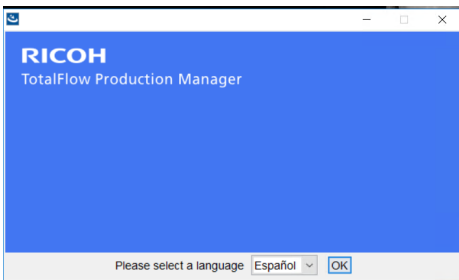 RICOH
TotalFlow Production Manager
Please select a language Español OK